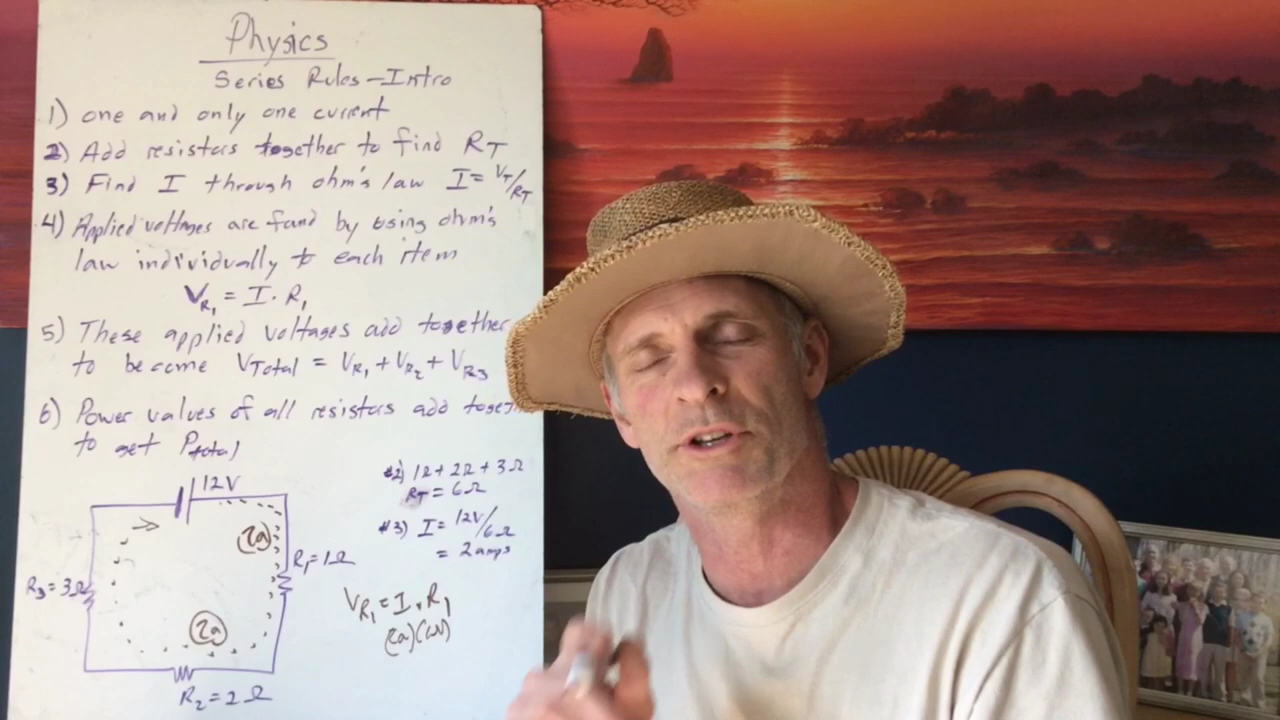 Physics
Series Rules-Intro
1) one and only one current
2) Add resistors together to find RT
3) Find I through ohm's law I = VT/RT
4) Applied voltages are found by using ohm's
law individually to each item
VR1 = I · R1
5) These applied voltages add together
to become VTotal = VR1 + VR2 + VR3
6) Power values of all resistors add toget
to get Ptotal
12V
#2) 1Ω + 2Ω + 3Ω
RT = 6Ω
#3) I = 12V/6Ω
= 2 amps
2a
R1 = 1Ω
R3 = 3Ω
VR1 = I · R1
2a
R2 = 2Ω